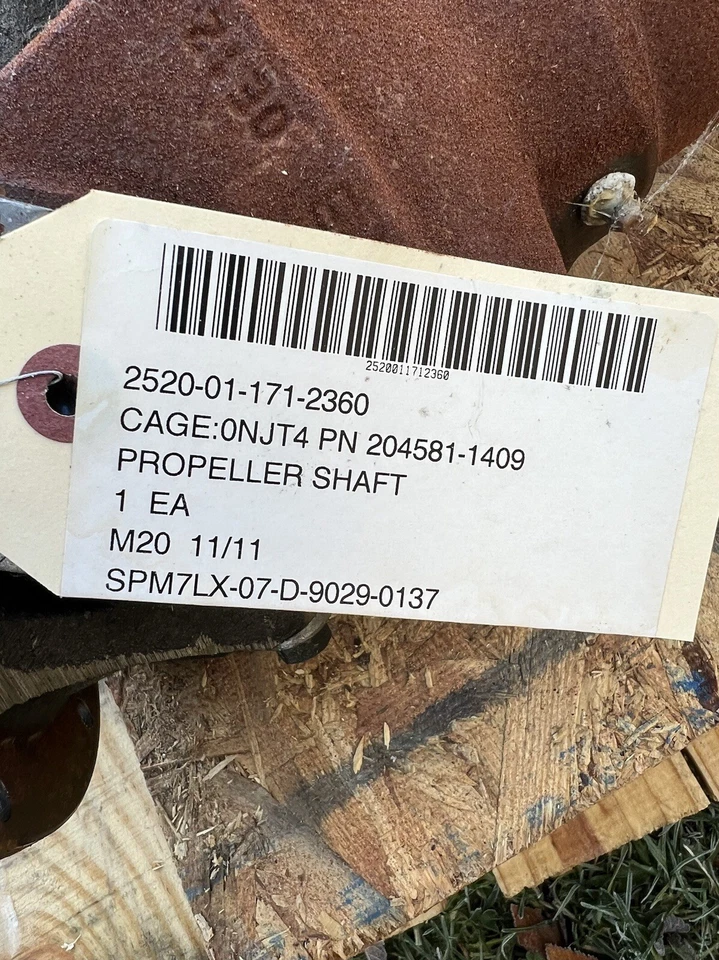 2520011712360
2520-01-171-2360
CAGE:0NJT4 PN 204581-1409
PROPELLER SHAFT
1 EA
M20 11/11
SPM7LX-07-D-9029-0137